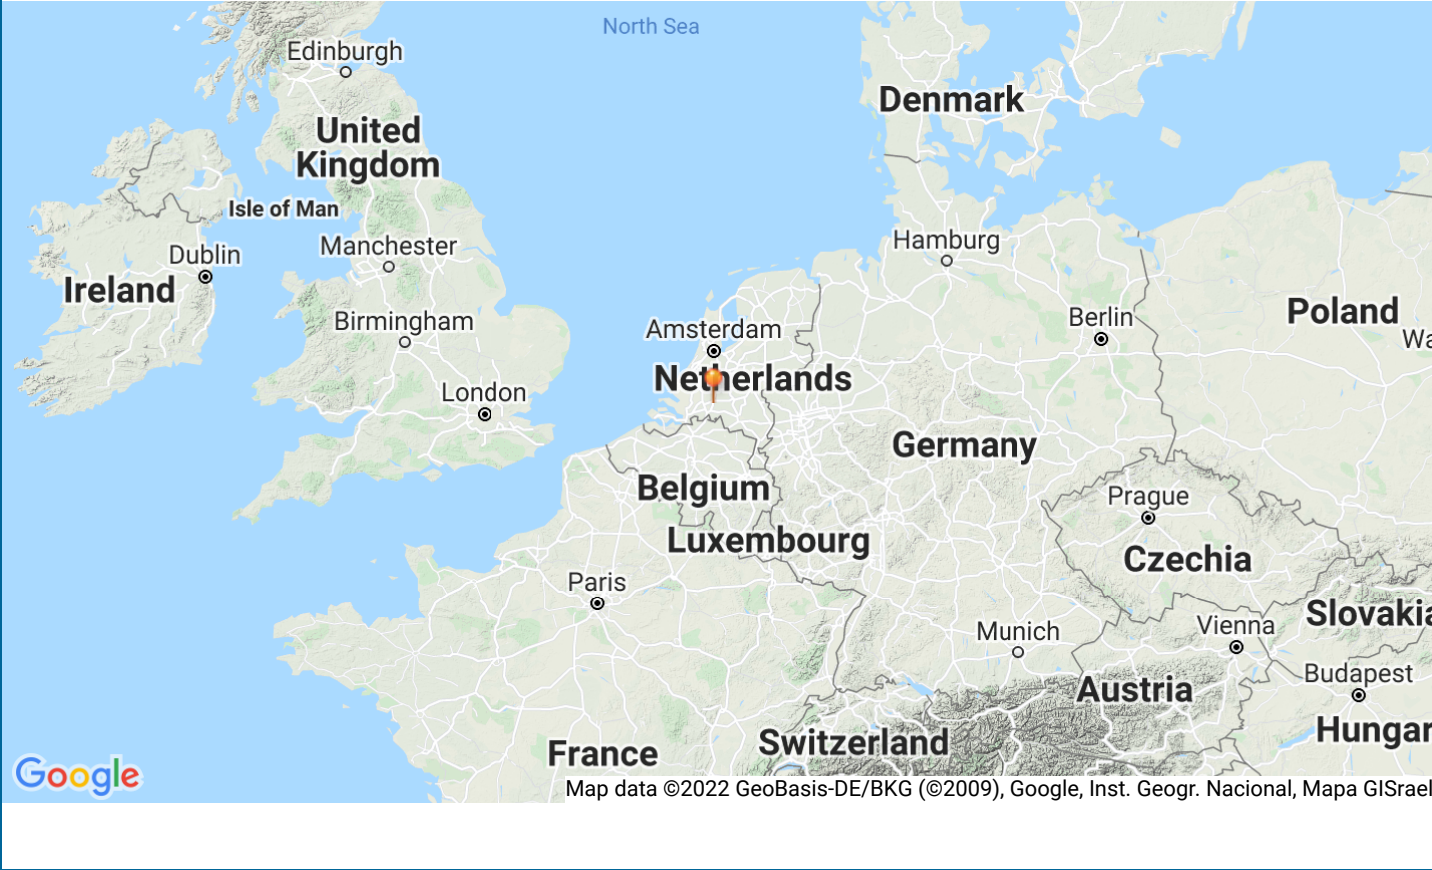 North Sea
Edinburgh
Denmark
United
Kingdom
Isle of Man
Dublin
Manchester
Hamburg
Ireland
Birmingham
Amsterdam
Berlin
Poland
Wa
Netherlands
London
Germany
Belgium
Prague
Luxembourg
Czechia
Paris
Slovakia
Munich
Vienna
Budapest
Austria
Hungar
Switzerland
France
Google
Map data ©2022 GeoBasis-DE/BKG (©2009), Google, Inst. Geogr. Nacional, Mapa GISrael